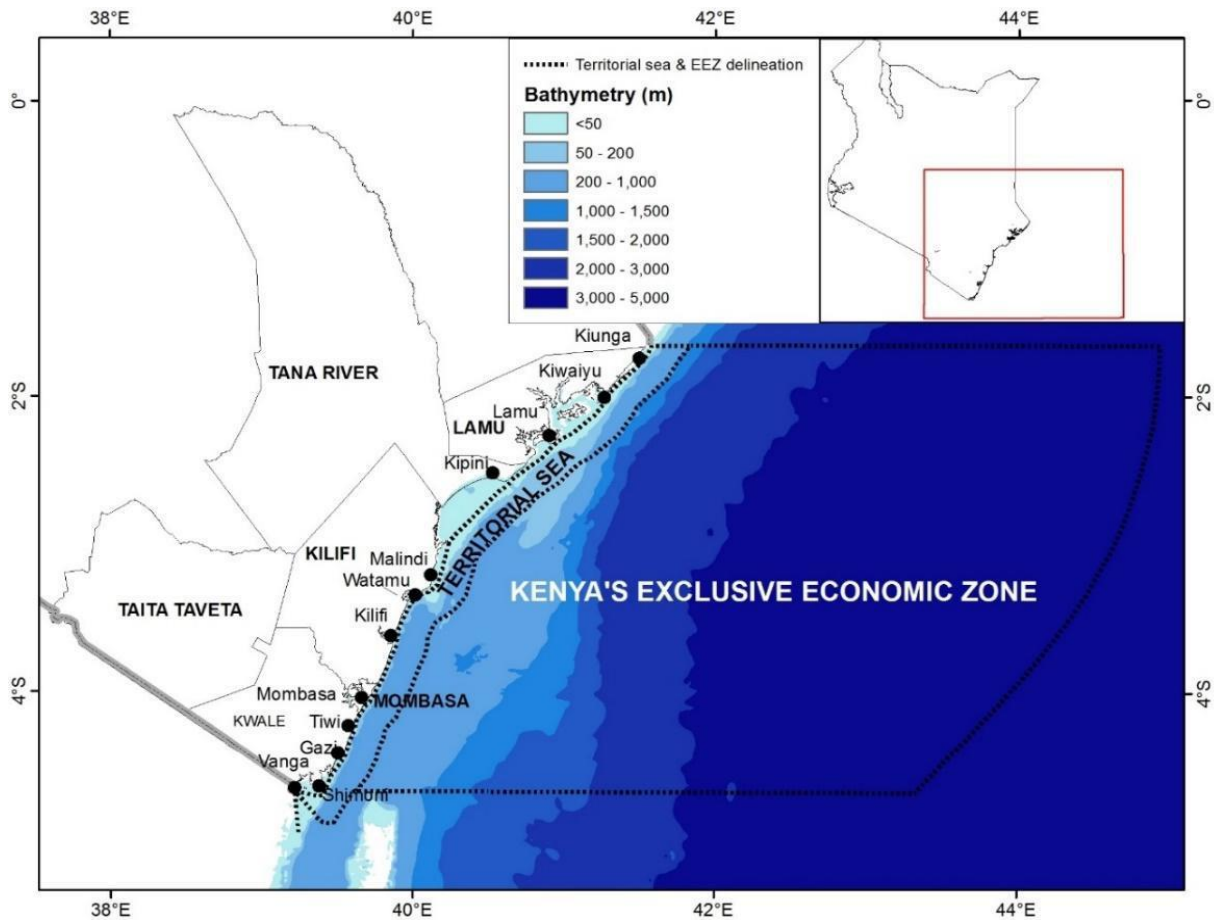 38°E
40°E
42°E
44°E
Territorial sea & EEZ delineation
Bathymetry (m)
<50
50 - 200
200 - 1,000
1,000 - 1,500
1,500 - 2,000
2,000 - 3,000
3,000 - 5,000
0°
0°
Kiunga
Kiwaiyu
TANA RIVER
2°S
2°S
Lamu
LAMU
Kipini
TERRITORIAL SEA
KILIFI
Malindi
Watamu
KENYA'S EXCLUSIVE ECONOMIC ZONE
TAITA TAVETA
Kilifi
Mombasa
MOMBASA
4°S
4°S
KWALE
Tiwi
Gazi
Vanga
Shimoni
38°E
40°E
42°E
44°E